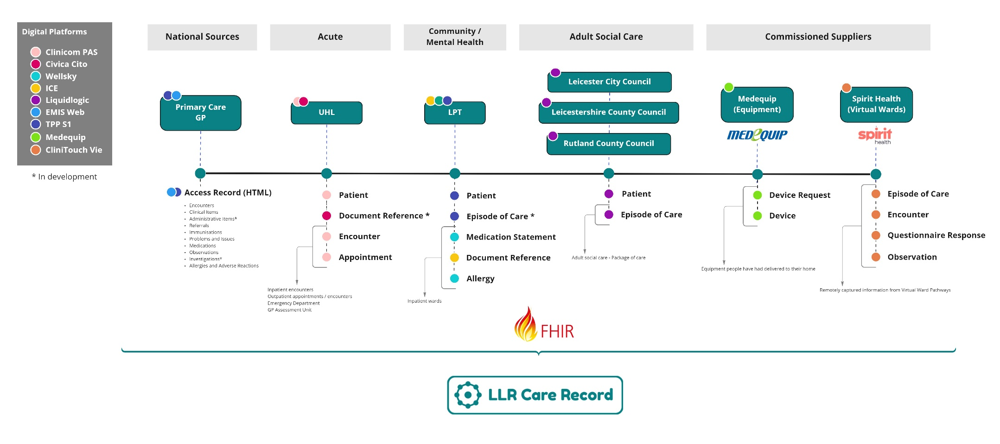 Digital Platforms
Clinicom PAS
Civica Cito
Wellsky
ICE
Liquidlogic
EMIS Web
TPP S1
Medequip
CliniTouch Vie
* In development
National Sources
Acute
Community /
Mental Health
Adult Social Care
Commissioned Suppliers
Primary Care
GP
UHL
LPT
Leicester City Council
Leicestershire County Council
Rutland County Council
Medequip
(Equipment)
MEDEQUIP
Spirit Health
(Virtual Wards)
spirit
health
Access Record (HTML)
• Encounters
• Clinical Items
• Administrative Items*
• Referrals
• Immunisations
• Problems and Issues
• Medications
• Observations
• Investigations*
• Allergies and Adverse Reactions
Patient
Document Reference *
Encounter
Appointment
Inpatient encounters
Outpatient appointments / encounters
Emergency Department
GP Assessment Unit
Patient
Episode of Care *
Medication Statement
Document Reference
Allergy
Inpatient wards
Patient
Episode of Care
Adult social care - Package of care
Device Request
Device
Equipment people have had delivered to their home
Episode of Care
Encounter
Questionnaire Response
Observation
Remotely captured information from Virtual Ward Pathways
FHIR
LLR Care Record